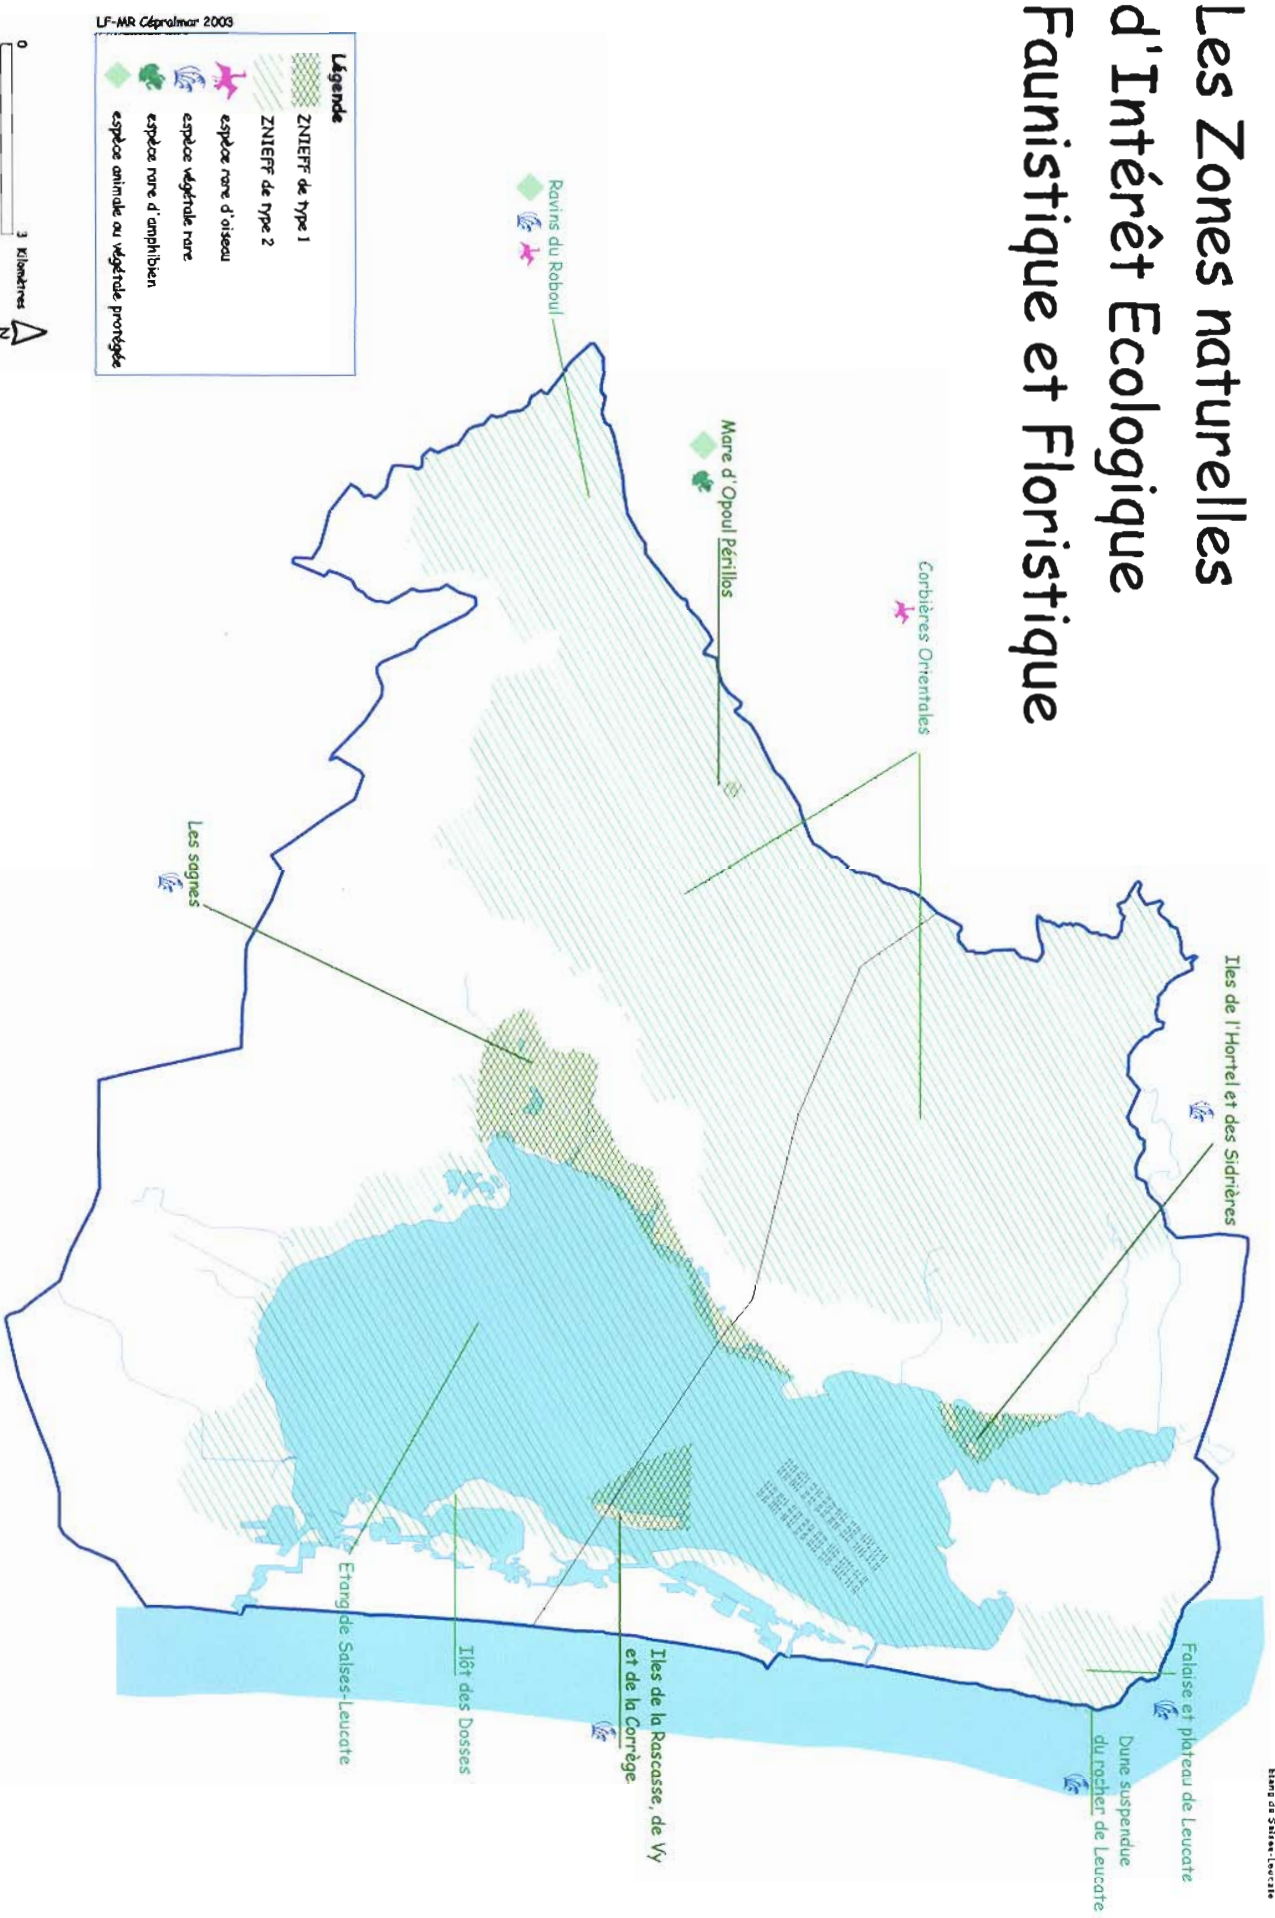 Les Zones naturelles
d'Intérêt Ecologique
Faunistique et Floristique
Etang de Salses-Leucate
Iles de l'Hortel et des Sidrières
Falaise et plateau de Leucate
Dune suspendue
du rocher de Leucate
Corbières Orientales
Mare d'Opoul Périllos
Iles de la Rascasse, de Vy
et de la Corrège
Ravins du Roboul
Ilôt des Dosses
Etang de Salses-Leucate
Les sagnes
Légende
ZNIEFF de type 1
ZNIEFF de type 2
espèce rare d'oiseau
espèce végétale rare
espèce rare d'amphibien
espèce animale ou végétale protégée
LF-MR Cépralmar 2003
0 3 Kilomètres
N